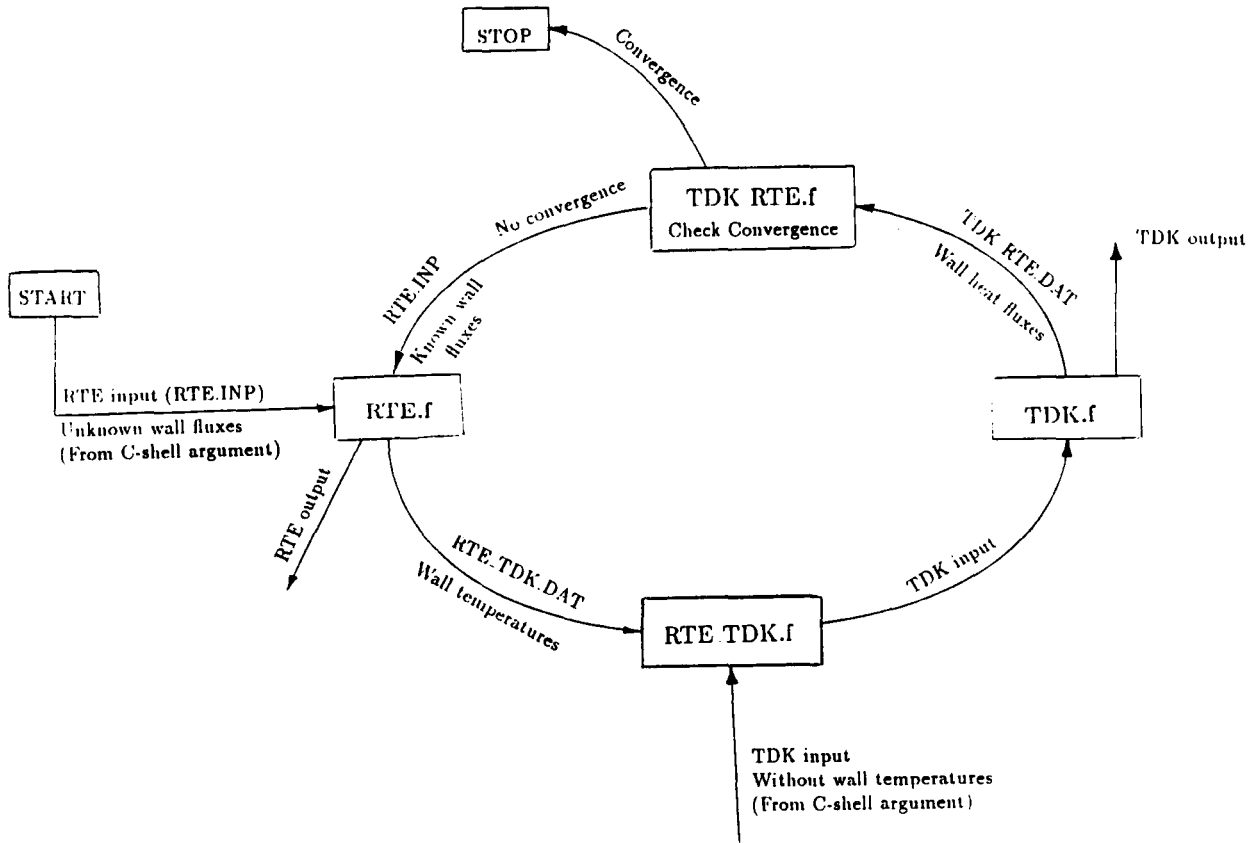 STOP
Convergence
TDK RTE.f
Check Convergence
No convergence
RTE.INP
Known wall
fluxes
TDK RTE.DAT
Wall heat fluxes
TDK output
START
RTE input (RTE.INP)
Unknown wall fluxes
(From C-shell argument)
RTE.f
TDK.f
RTE output
RTE_TDK.DAT
Wall temperatures
TDK input
RTE TDK.f
TDK input
Without wall temperatures
(From C-shell argument)